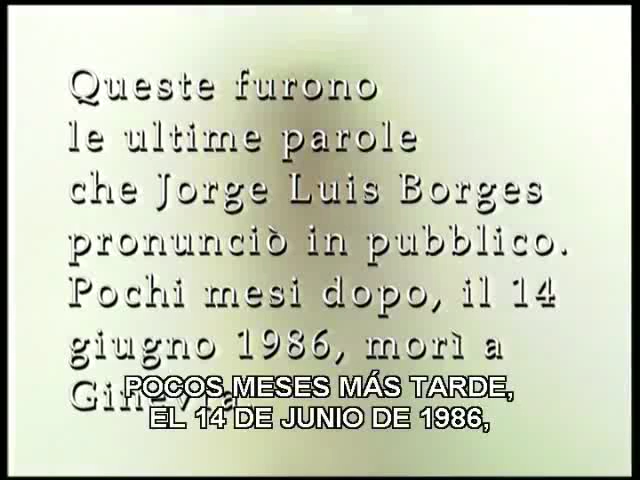 Queste furono
le ultime parole
che Jorge Luis Borges
pronunciò in pubblico.
Pochi mesi dopo, il 14
giugno 1986, morì a
Ginevra.
POCOS MESES MÁS TARDE,
EL 14 DE JUNIO DE 1986,